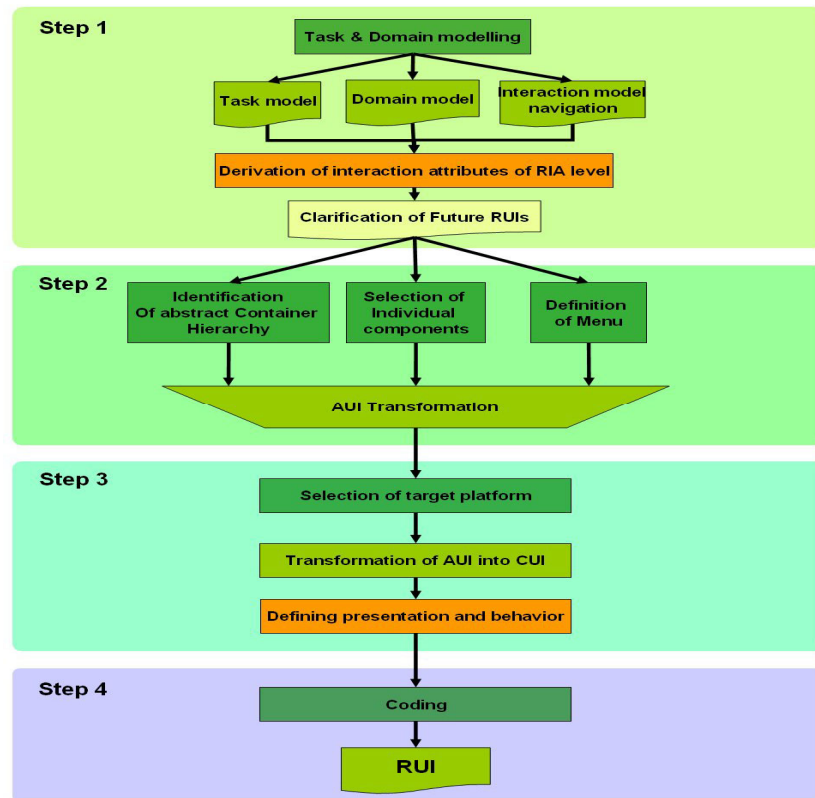 Step 1
Task & Domain modelling
Task model
Domain model
Interaction model
navigation
Derivation of interaction attributes of RIA level
Clarification of Future RUIs
Step 2
Identification
Of abstract Container
Hierarchy
Selection of
Individual
components
Definition
of Menu
AUI Transformation
Step 3
Selection of target platform
Transformation of AUI into CUI
Defining presentation and behavior
Step 4
Coding
RUI